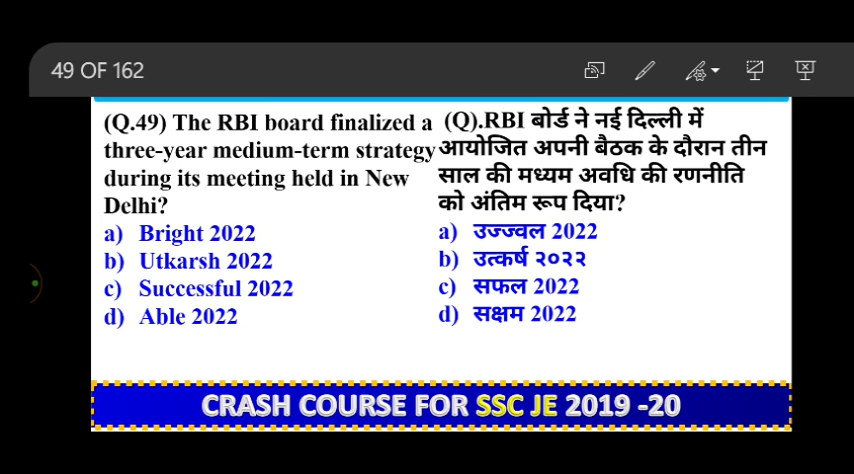 49 OF 162
(Q.49) The RBI board finalized a
three-year medium-term strategy
during its meeting held in New
Delhi?
a) Bright 2022
b) Utkarsh 2022
c) Successful 2022
d) Able 2022
(Q).RBI बोर्ड ने नई दिल्ली में
आयोजित अपनी बैठक के दौरान तीन
साल की मध्यम अवधि की रणनीति
को अंतिम रूप दिया?
a) उज्ज्वल 2022
b) उत्कर्ष २०२२
c) सफल 2022
d) सक्षम 2022
CRASH COURSE FOR SSC JE 2019 -20